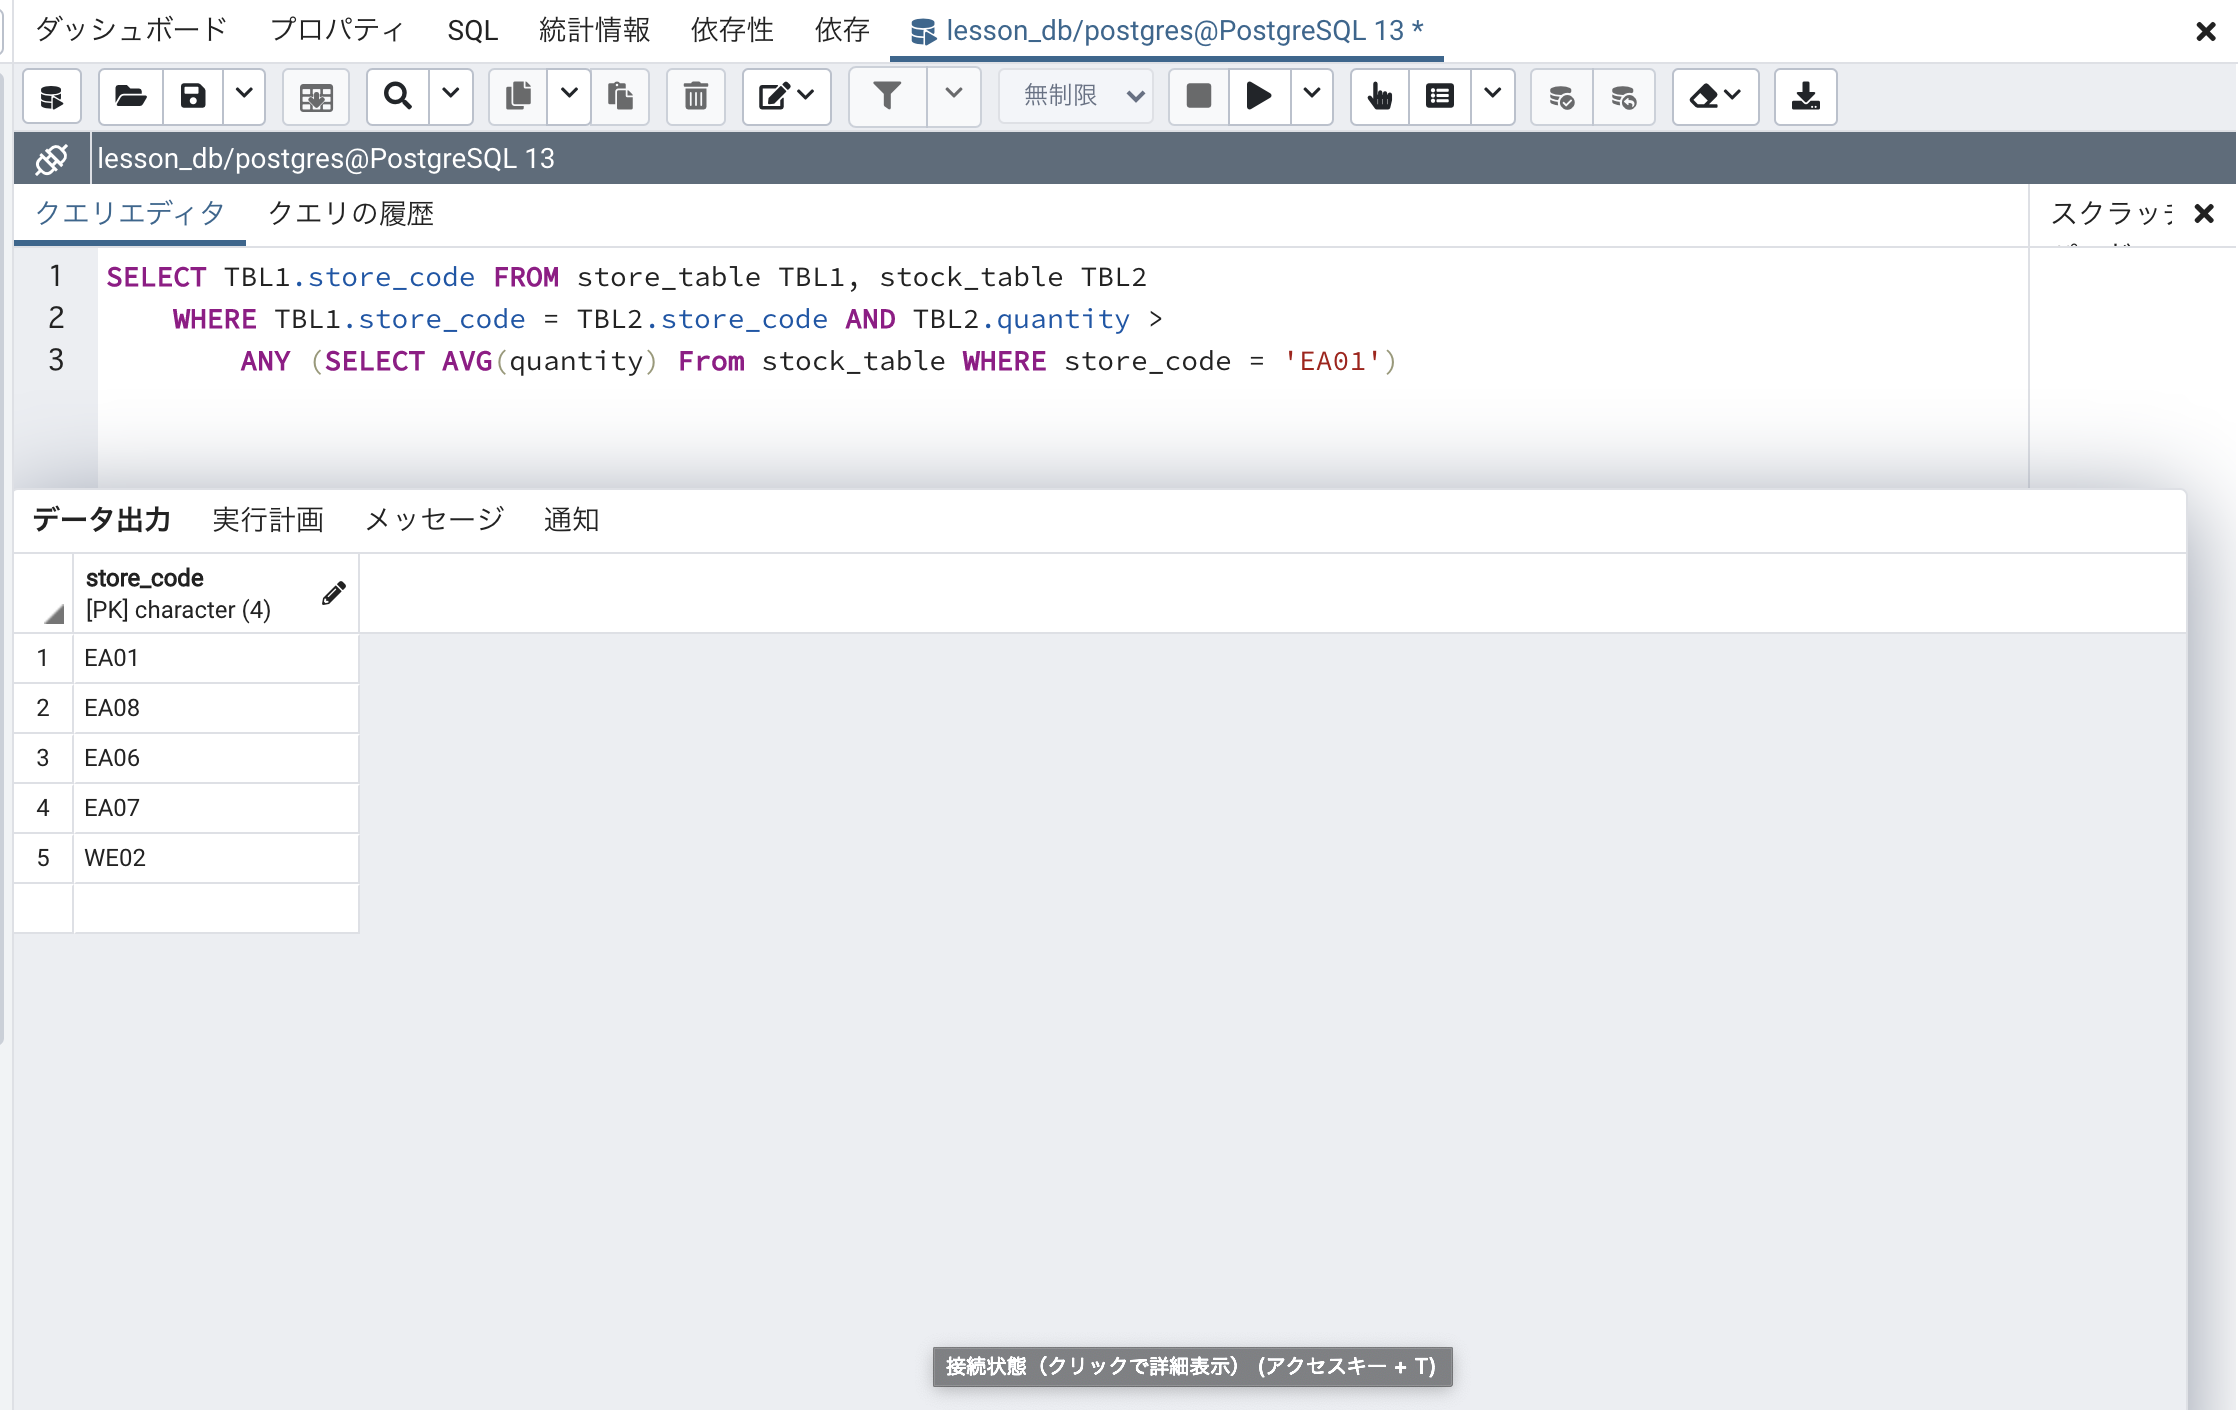 ダッシュボード プロパティ SQL 統計情報 依存性 依存 lesson_db/postgres@PostgreSQL 13 *
無制限
lesson_db/postgres@PostgreSQL 13
クエリエディタ クエリの履歴 スクラッチ
1 SELECT TBL1.store_code FROM store_table TBL1, stock_table TBL2
2 WHERE TBL1.store_code = TBL2.store_code AND TBL2.quantity >
3 ANY (SELECT AVG(quantity) From stock_table WHERE store_code = 'EA01')
データ出力 実行計画 メッセージ 通知
store_code
[PK] character (4)
1 EA01
2 EA08
3 EA06
4 EA07
5 WE02
接続状態（クリックで詳細表示） (アクセスキー + T)